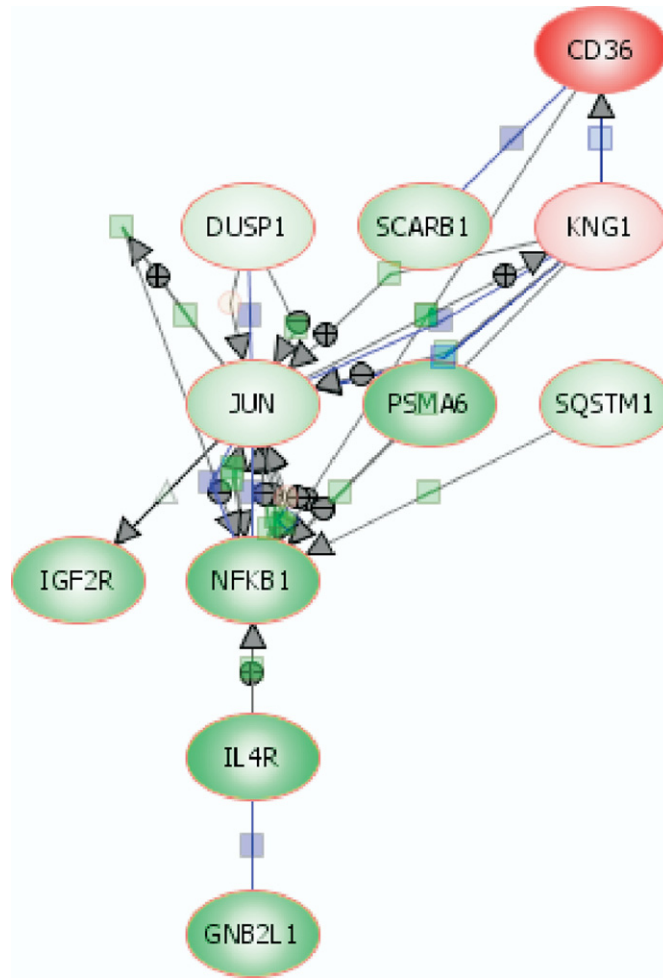 CD36
DUSP1 SCARB1 KNG1
JUN PSMA6 SQSTM1
IGF2R NFKB1
IL4R
GNB2L1